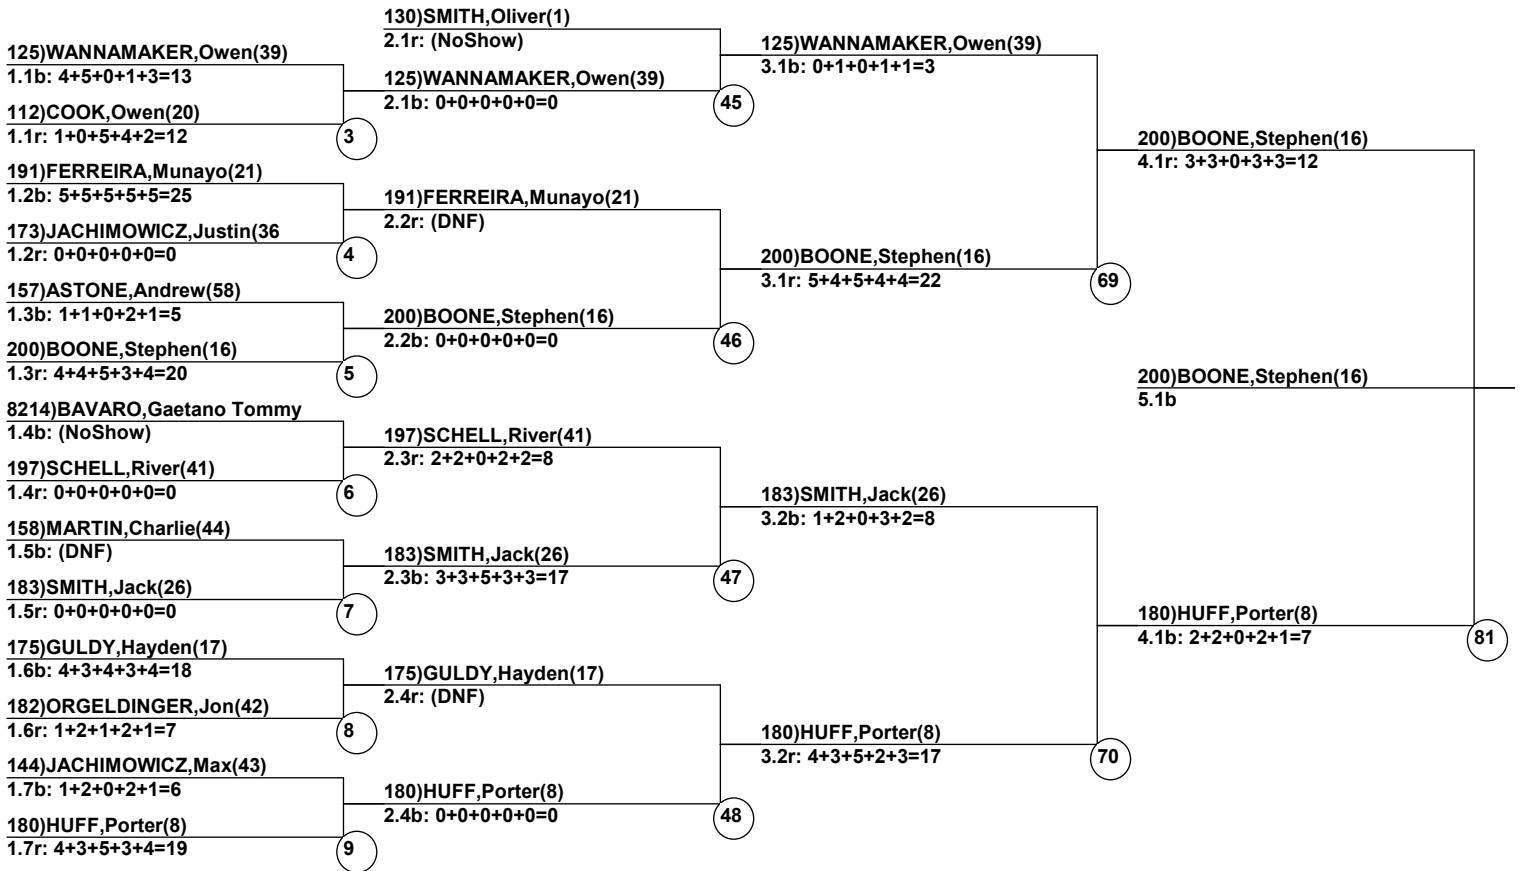 125)WANNAMAKER,Owen(39)
1.1b: 4+5+0+1+3=13
112)COOK,Owen(20)
1.1r: 1+0+5+4+2=12
3
191)FERREIRA,Munayo(21)
1.2b: 5+5+5+5+5=25
173)JACHIMOWICZ,Justin(36
1.2r: 0+0+0+0+0=0
4
157)ASTONE,Andrew(58)
1.3b: 1+1+0+2+1=5
200)BOONE,Stephen(16)
1.3r: 4+4+5+3+4=20
5
8214)BAVARO,Gaetano Tommy
1.4b: (NoShow)
197)SCHELL,River(41)
1.4r: 0+0+0+0+0=0
6
158)MARTIN,Charlie(44)
1.5b: (DNF)
183)SMITH,Jack(26)
1.5r: 0+0+0+0+0=0
7
175)GULDY,Hayden(17)
1.6b: 4+3+4+3+4=18
182)ORGELDINGER,Jon(42)
1.6r: 1+2+1+2+1=7
8
144)JACHIMOWICZ,Max(43)
1.7b: 1+2+0+2+1=6
180)HUFF,Porter(8)
1.7r: 4+3+5+3+4=19
9
130)SMITH,Oliver(1)
2.1r: (NoShow)
125)WANNAMAKER,Owen(39)
2.1b: 0+0+0+0+0=0
45
191)FERREIRA,Munayo(21)
2.2r: (DNF)
200)BOONE,Stephen(16)
2.2b: 0+0+0+0+0=0
46
197)SCHELL,River(41)
2.3r: 2+2+0+2+2=8
183)SMITH,Jack(26)
2.3b: 3+3+5+3+3=17
47
175)GULDY,Hayden(17)
2.4r: (DNF)
180)HUFF,Porter(8)
2.4b: 0+0+0+0+0=0
48
125)WANNAMAKER,Owen(39)
3.1b: 0+1+0+1+1=3
200)BOONE,Stephen(16)
3.1r: 5+4+5+4+4=22
69
183)SMITH,Jack(26)
3.2b: 1+2+0+3+2=8
180)HUFF,Porter(8)
3.2r: 4+3+5+2+3=17
70
200)BOONE,Stephen(16)
4.1r: 3+3+0+3+3=12
180)HUFF,Porter(8)
4.1b: 2+2+0+2+1=7
81
200)BOONE,Stephen(16)
5.1b